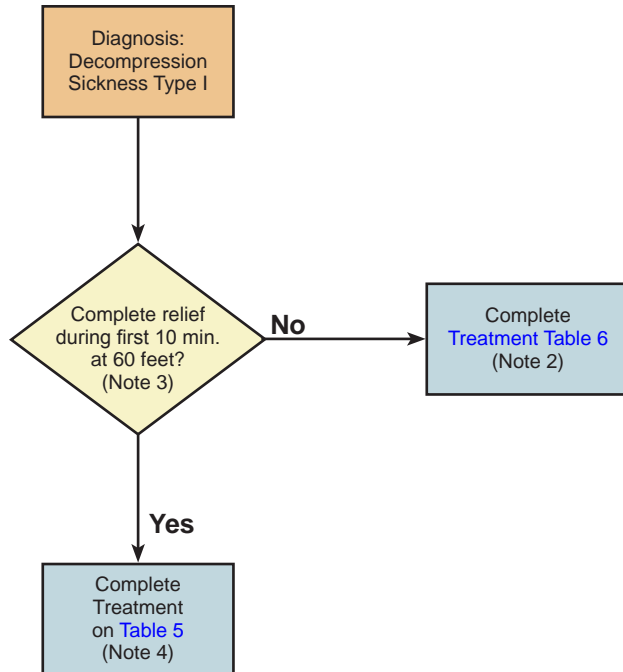 Diagnosis:
Decompression
Sickness Type I
Complete relief
during first 10 min.
at 60 feet?
(Note 3)
No
Complete
Treatment Table 6
(Note 2)
Yes
Complete
Treatment
on Table 5
(Note 4)